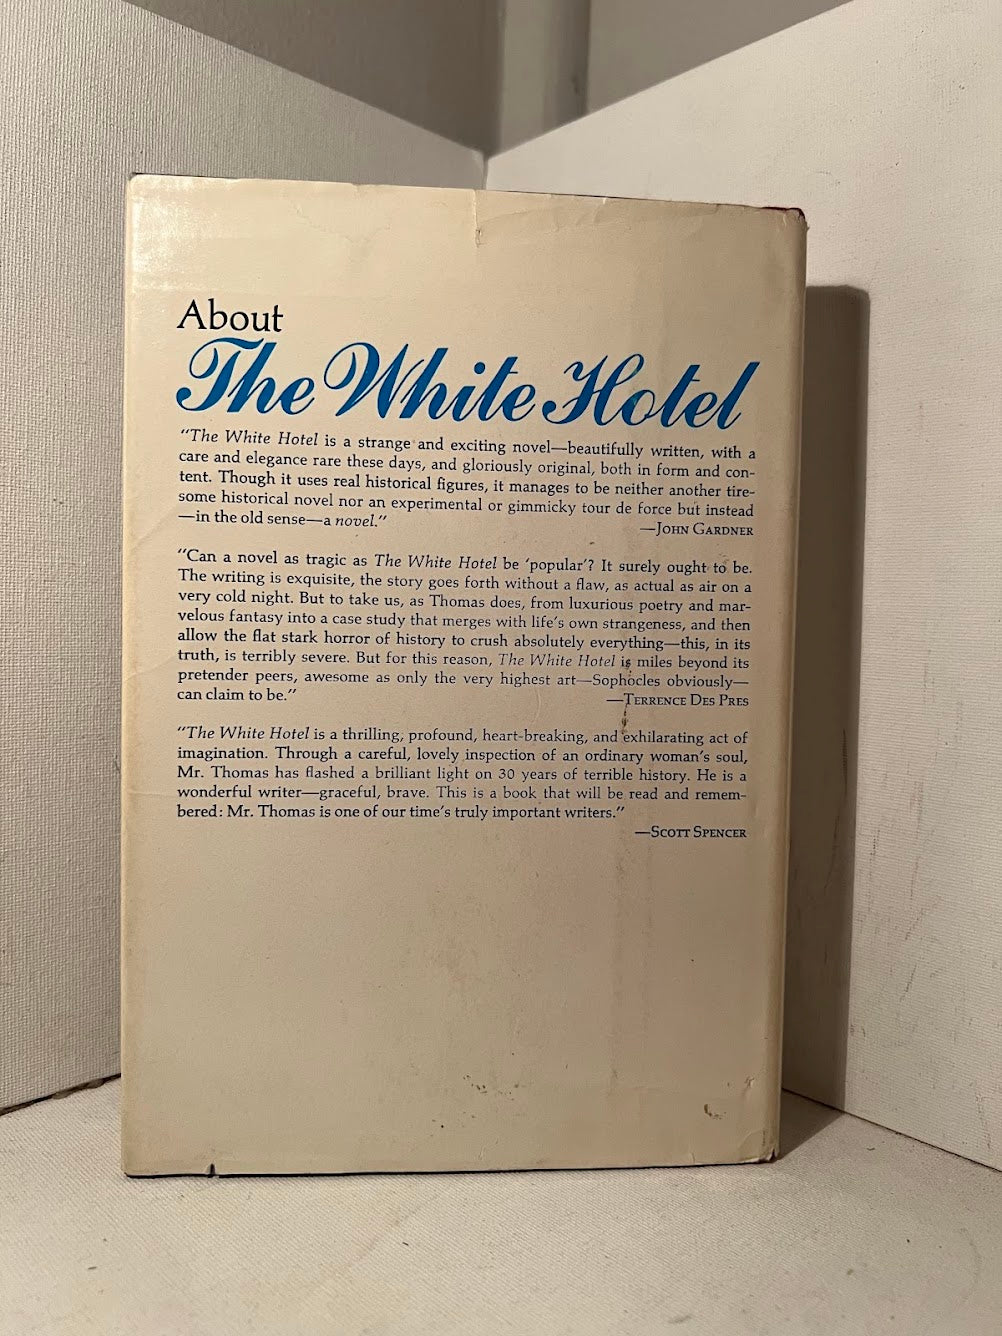 About
The White Hotel
"The White Hotel is a strange and exciting novel—beautifully written, with a
care and elegance rare these days, and gloriously original, both in form and con-
tent. Though it uses real historical figures, it manages to be neither another tire-
some historical novel nor an experimental or gimmicky tour de force but instead
—in the old sense—a novel." —JOHN GARDNER
"Can a novel as tragic as The White Hotel be 'popular'? It surely ought to be.
The writing is exquisite, the story goes forth without a flaw, as actual as air on a
very cold night. But to take us, as Thomas does, from luxurious poetry and mar-
velous fantasy into a case study that merges with life's own strangeness, and then
allow the flat stark horror of history to crush absolutely everything—this, in its
truth, is terribly severe. But for this reason, The White Hotel is miles beyond its
pretender peers, awesome as only the very highest art—Sophocles obviously—
can claim to be." —TERRENCE DES PRES
"The White Hotel is a thrilling, profound, heart-breaking, and exhilarating act of
imagination. Through a careful, lovely inspection of an ordinary woman's soul,
Mr. Thomas has flashed a brilliant light on 30 years of terrible history. He is a
wonderful writer—graceful, brave. This is a book that will be read and remem-
bered: Mr. Thomas is one of our time's truly important writers."
—SCOTT SPENCER